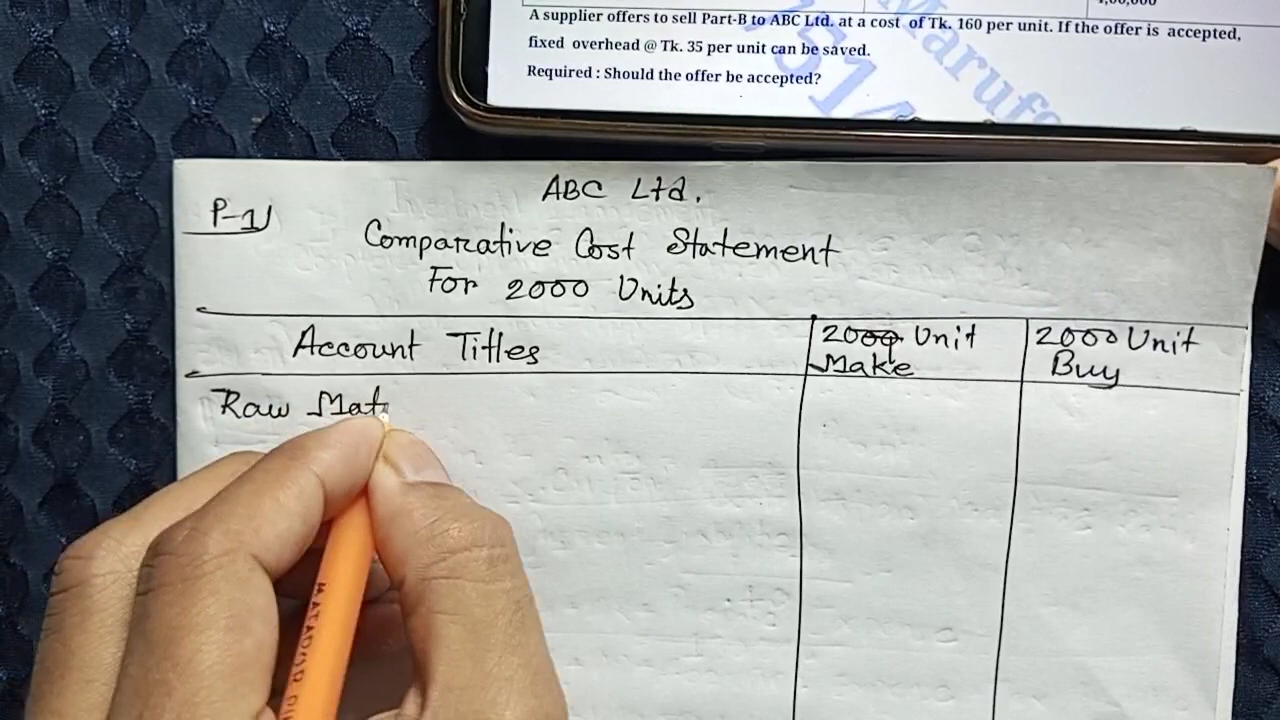 A supplier offers to sell Part-B to ABC Ltd. at a cost of Tk. 160 per unit. If the offer is accepted,
fixed overhead @ Tk. 35 per unit can be saved.
Required : Should the offer be accepted?
ABC Ltd.
P-1
Comparative Cost Statement
For 2000 Units
Account Titles
2000 Unit
Make
2000 Unit
Buy
Raw Mat
MATADOR